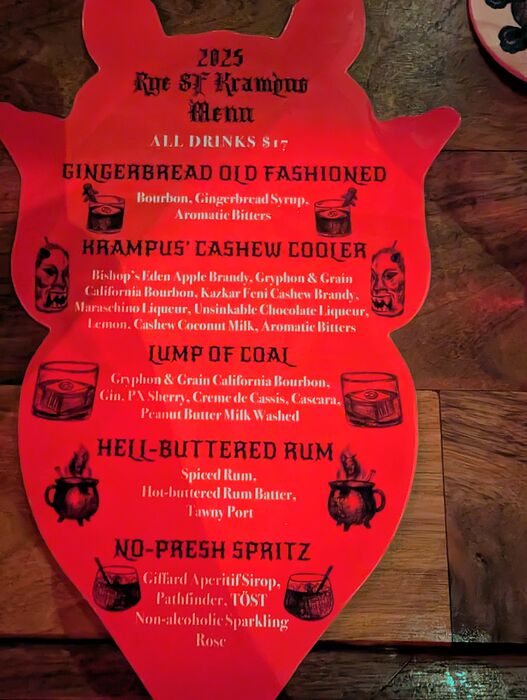 2025
Rye SF Krampus
Menu
ALL DRINKS $17
GINGERBREAD OLD FASHIONED
Bourbon, Gingerbread Syrup,
Aromatic Bitters
KRAMPUS' CASHEW COOLER
Bishop's Eden Apple Brandy, Gryphon & Grain
California Bourbon, Kazkar Feni Cashew Brandy,
Maraschino Liqueur, Unsinkable Chocolate Liqueur,
Lemon, Cashew Coconut Milk, Aromatic Bitters
LUMP OF COAL
Gryphon & Grain California Bourbon,
Gin, PX Sherry, Creme de Cassis, Cascara,
Peanut Butter Milk Washed
HELL-BUTTERED RUM
Spiced Rum,
Hot-buttered Rum Batter,
Tawny Port
NO-PRESH SPRITZ
Giffard Aperitif Sirop,
Pathfinder, TÖST
Non-alcoholic Sparkling
Rose